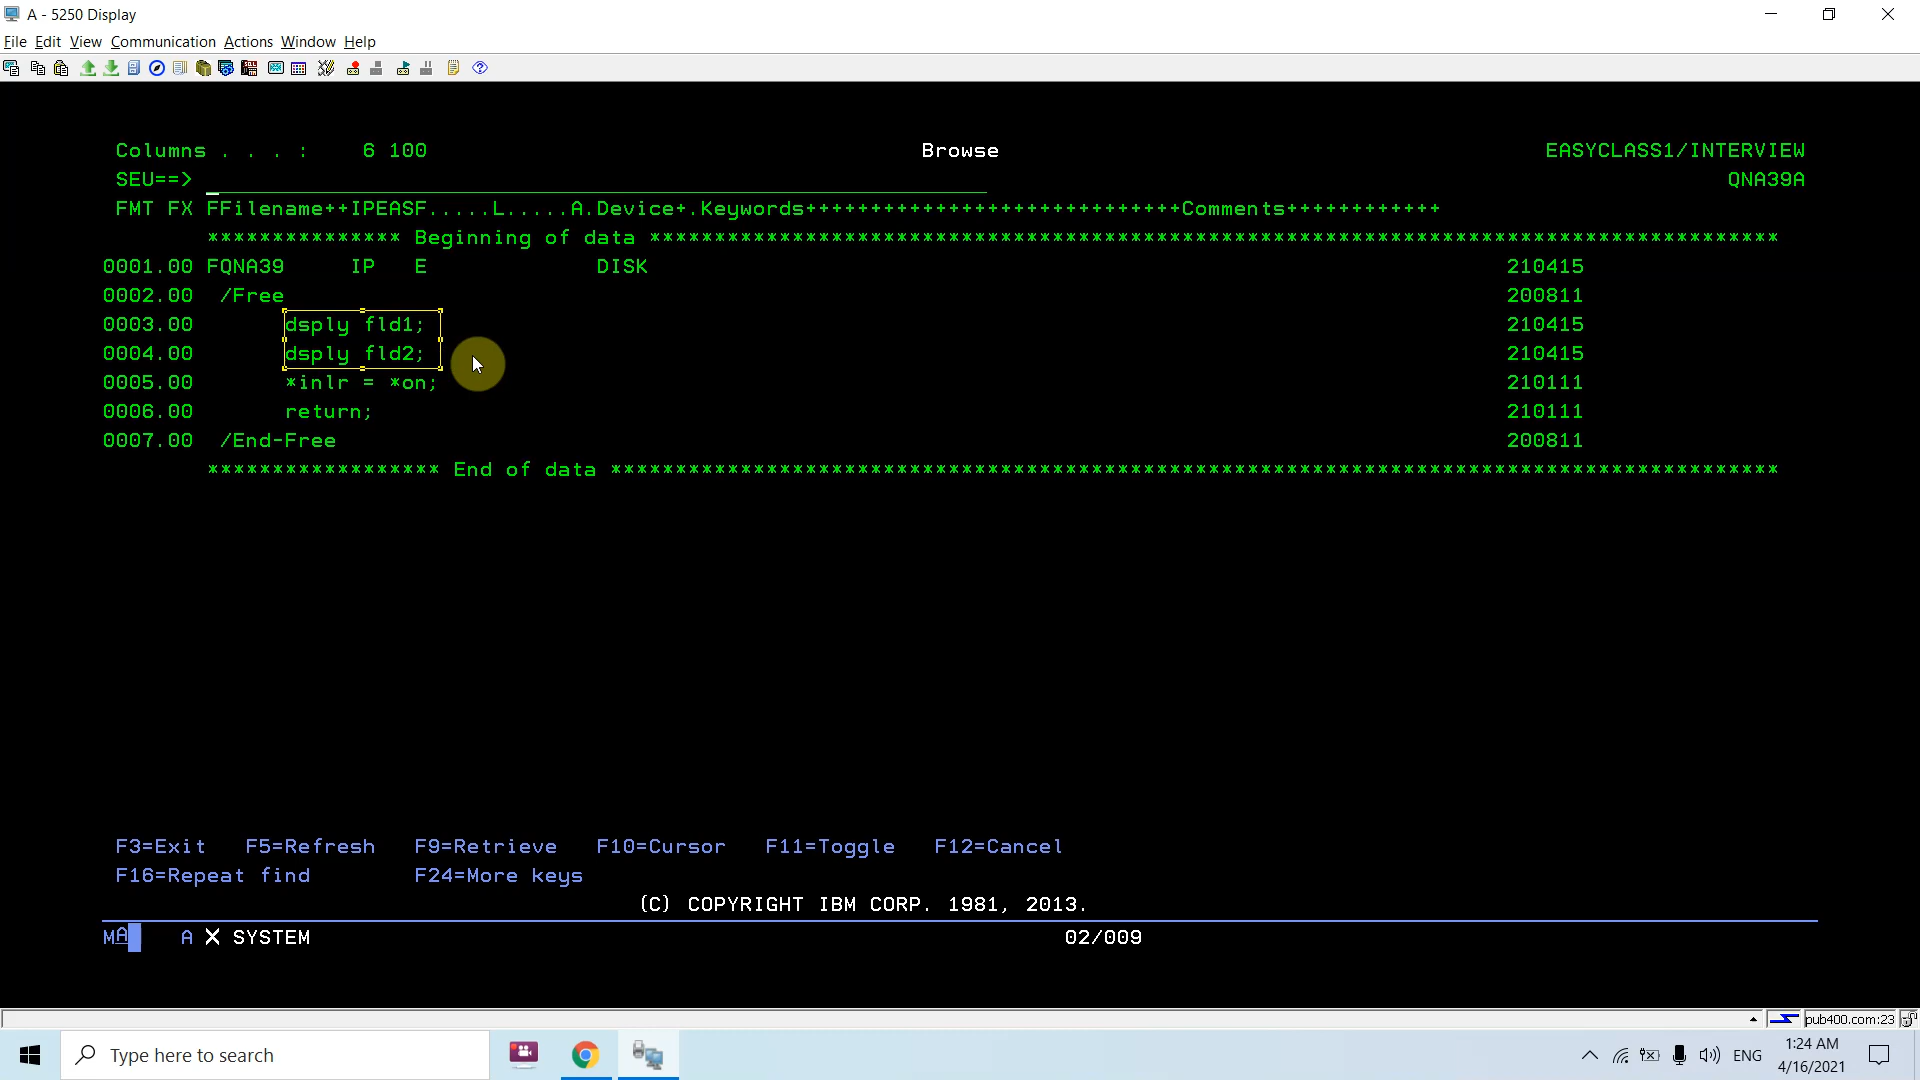 A - 5250 Display
File Edit View Communication Actions Window Help
Columns . . . :    6 100    Browse    EASYCLASS1/INTERVIEW
SEU==>    QNA39A
FMT FX FFilename++IPEASF.....L.....A.Device+.Keywords+++++++++++++++++++++++++++++Comments++++++++++++
*************** Beginning of data ***************************************************************************************
0001.00 FQNA39     IP   E             DISK    210415
0002.00  /Free    200811
0003.00       dsply fld1;    210415
0004.00       dsply fld2;    210415
0005.00       *inlr = *on;    210111
0006.00       return;    210111
0007.00  /End-Free    200811
****************** End of data ******************************************************************************************
F3=Exit   F5=Refresh   F9=Retrieve   F10=Cursor   F11=Toggle   F12=Cancel
F16=Repeat find        F24=More keys
(C) COPYRIGHT IBM CORP. 1981, 2013.
MA    A X SYSTEM    02/009
pub400.com:23
Type here to search    ENG    1:24 AM
4/16/2021